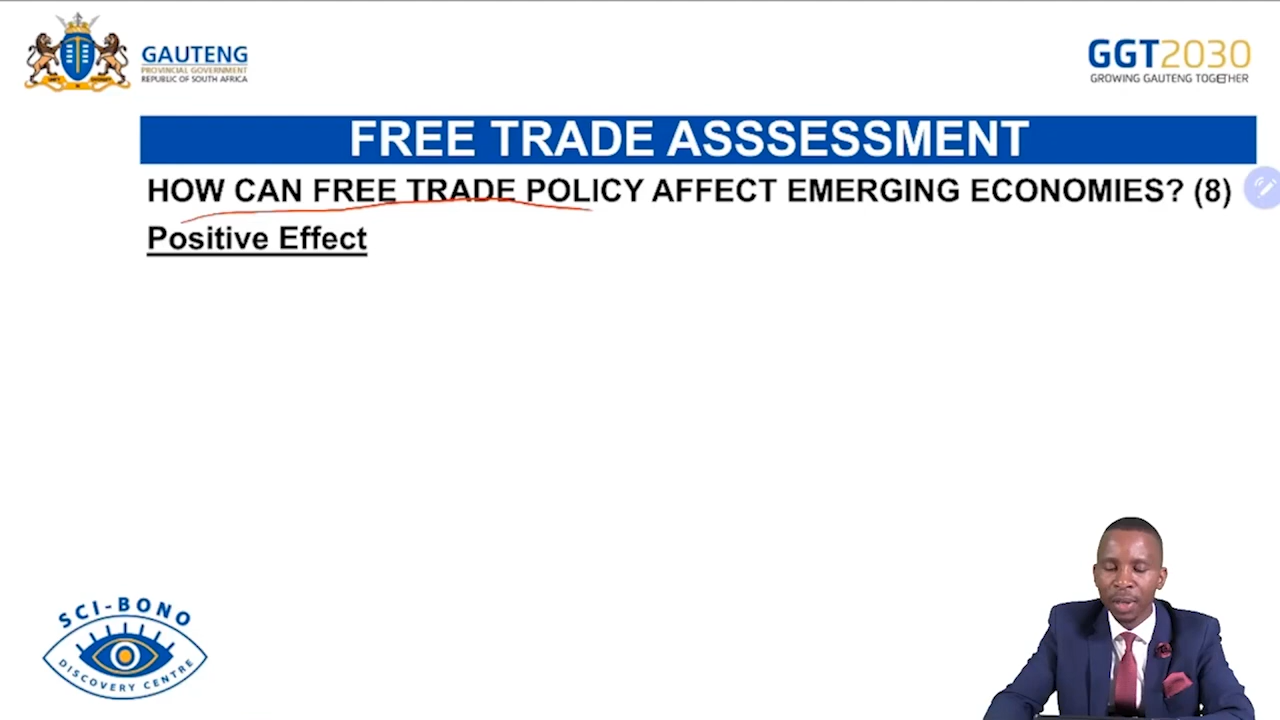 GAUTENG
PROVINCIAL GOVERNMENT
REPUBLIC OF SOUTH AFRICA
GGT2030
GROWING GAUTENG TOGETHER
FREE TRADE ASSSESSMENT
HOW CAN FREE TRADE POLICY AFFECT EMERGING ECONOMIES? (8)
Positive Effect
SCI-BONO
DISCOVERY CENTRE